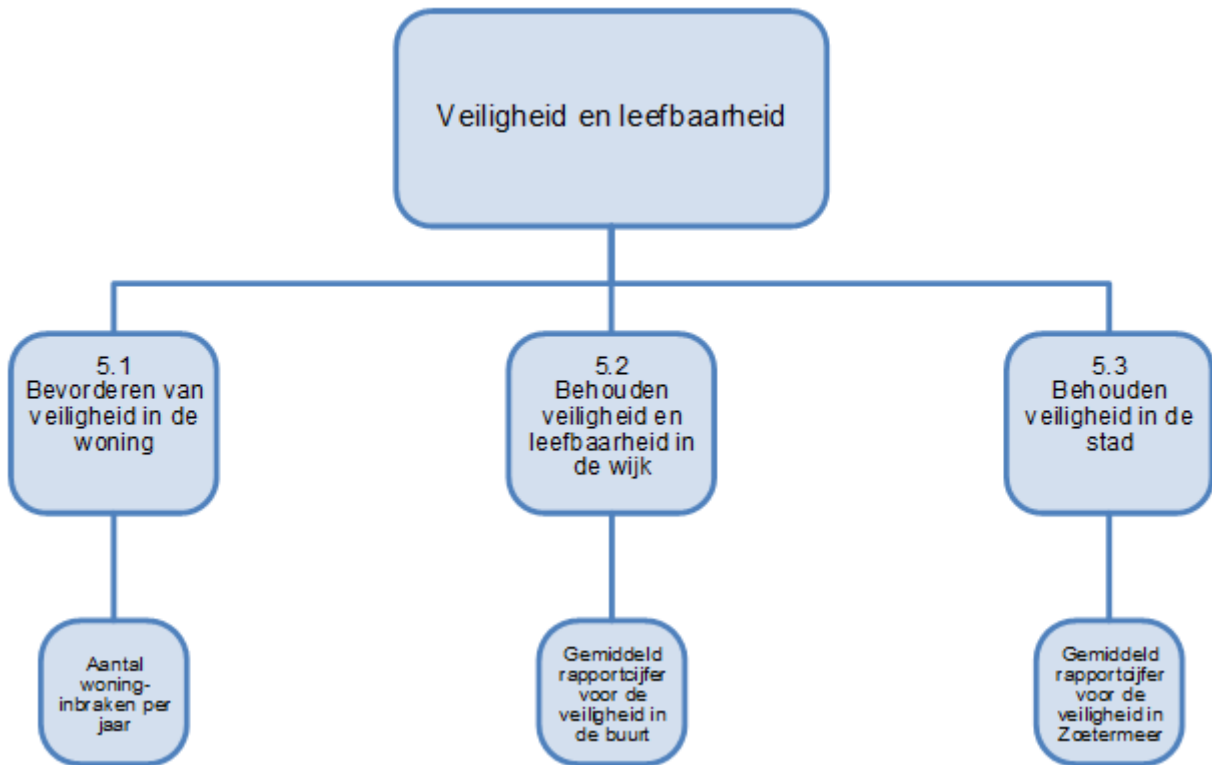 Veiligheid en leefbaarheid
5.1
Bevorderen van
veiligheid in de
woning
5.2
Behouden
veiligheid en
leefbaarheid in
de wijk
5.3
Behouden
veiligheid in de
stad
Aantal
woning-
inbraken per
jaar
Gemiddeld
rapportcijfer
voor de
veiligheid in
de buurt
Gemiddeld
rapportcijfer
voor de
veiligheid in
Zoetermeer